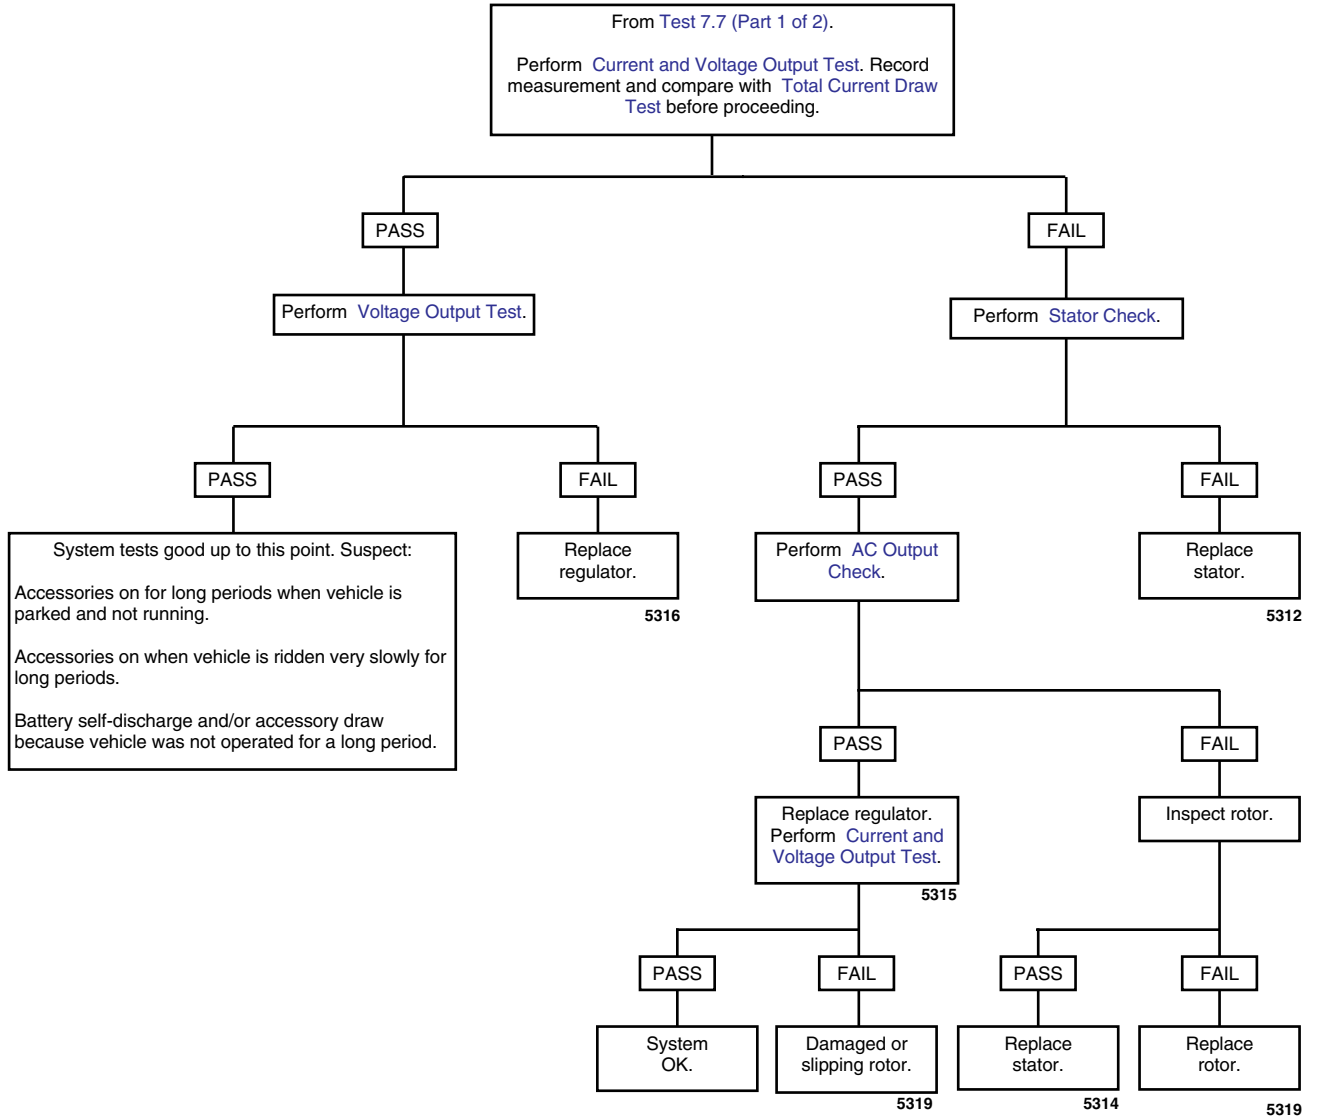 From Test 7.7 (Part 1 of 2).
Perform Current and Voltage Output Test. Record
measurement and compare with Total Current Draw
Test before proceeding.
PASS
FAIL
Perform Voltage Output Test.
Perform Stator Check.
PASS
FAIL
PASS
FAIL
System tests good up to this point. Suspect:
Accessories on for long periods when vehicle is
parked and not running.
Accessories on when vehicle is ridden very slowly for
long periods.
Battery self-discharge and/or accessory draw
because vehicle was not operated for a long period.
Replace
regulator.
5316
Perform AC Output
Check.
Replace
stator.
5312
PASS
FAIL
Replace regulator.
Perform Current and
Voltage Output Test.
5315
Inspect rotor.
PASS
FAIL
PASS
FAIL
System
OK.
Damaged or
slipping rotor.
5319
Replace
stator.
5314
Replace
rotor.
5319